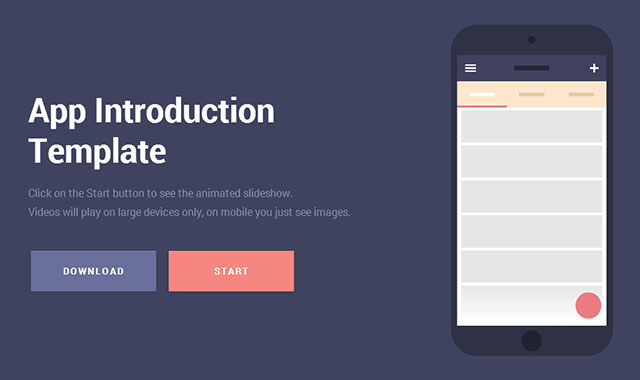 App Introduction
Template
Click on the Start button to see the animated slideshow.
Videos will play on large devices only, on mobile you just see images.
DOWNLOAD
START